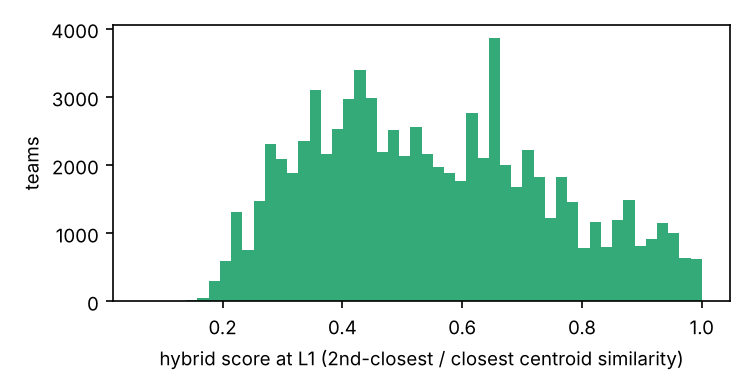 4000
3000
2000
1000
0
teams
0.2 0.4 0.6 0.8 1.0
hybrid score at L1 (2nd-closest / closest centroid similarity)